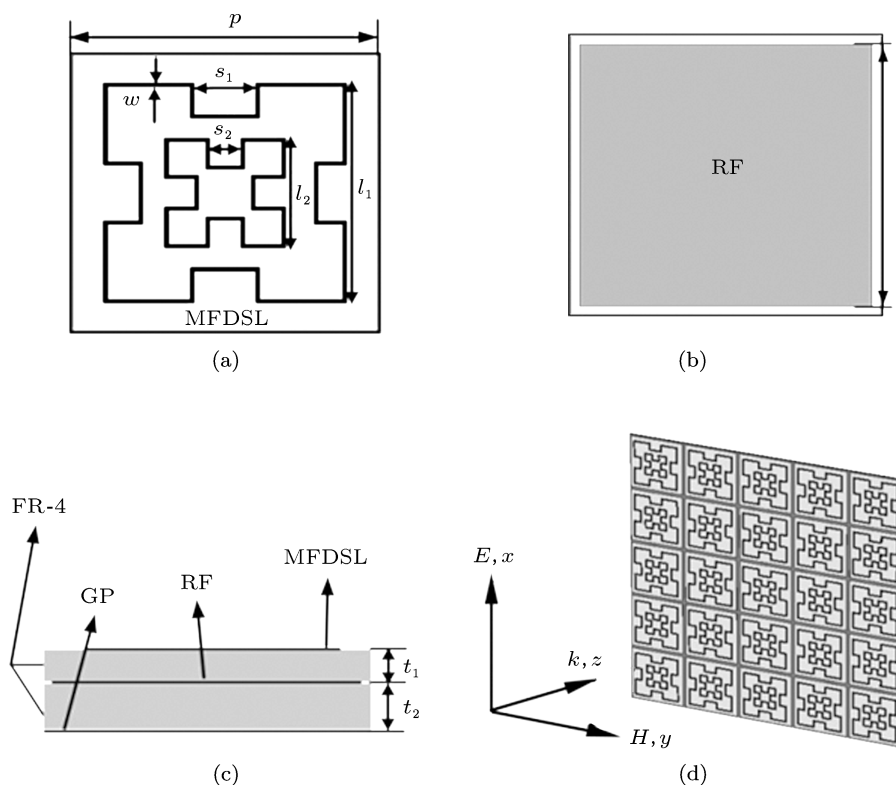 p
s₁
w
s₂
l₂
l₁
MFDSL
(a)
RF
(b)
FR-4
GP
RF
MFDSL
t₁
t₂
(c)
E, x
k, z
H, y
(d)